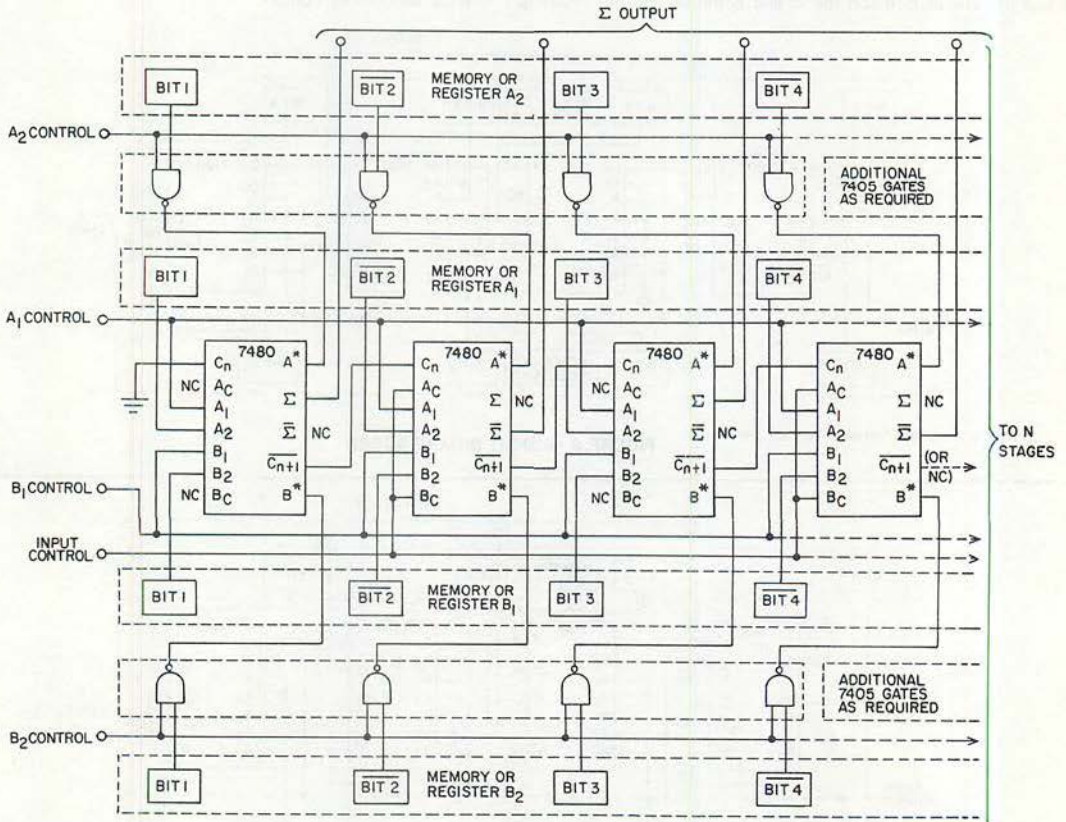 Σ OUTPUT
BIT 1
BIT 2
MEMORY OR
REGISTER A2
BIT 3
BIT 4
A2 CONTROL
ADDITIONAL
7405 GATES
AS REQUIRED
BIT 1
BIT 2
MEMORY OR
REGISTER A1
BIT 3
BIT 4
A1 CONTROL
7480
Cn A*
NC AC
A1 Σ
A2 Σ NC
B1
B2 Cn+1
NC BC B*
7480
Cn A*
AC
A1 Σ NC
A2 Σ
B1
B2 Cn+1
BC B*
7480
Cn A*
NC AC
A1 Σ
A2 Σ NC
B1
B2 Cn+1
NC BC B*
7480
Cn A*
AC
A1 Σ NC
A2 Σ
B1
B2 Cn+1 (OR
NC)
BC B*
TO N
STAGES
B1 CONTROL
INPUT
CONTROL
BIT 1
BIT 2
MEMORY OR
REGISTER B1
BIT 3
BIT 4
ADDITIONAL
7405 GATES
AS REQUIRED
B2 CONTROL
BIT 1
BIT 2
MEMORY OR
REGISTER B2
BIT 3
BIT 4